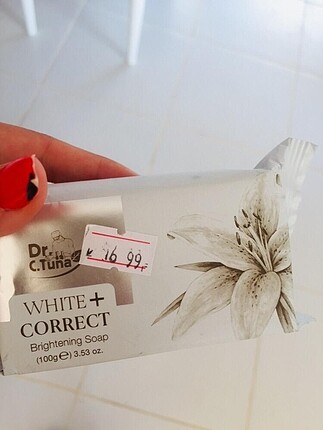 Dr.
C.Tuna
16 99
WHITE +
CORRECT
Brightening Soap
(100g ℮) 3.53 oz.